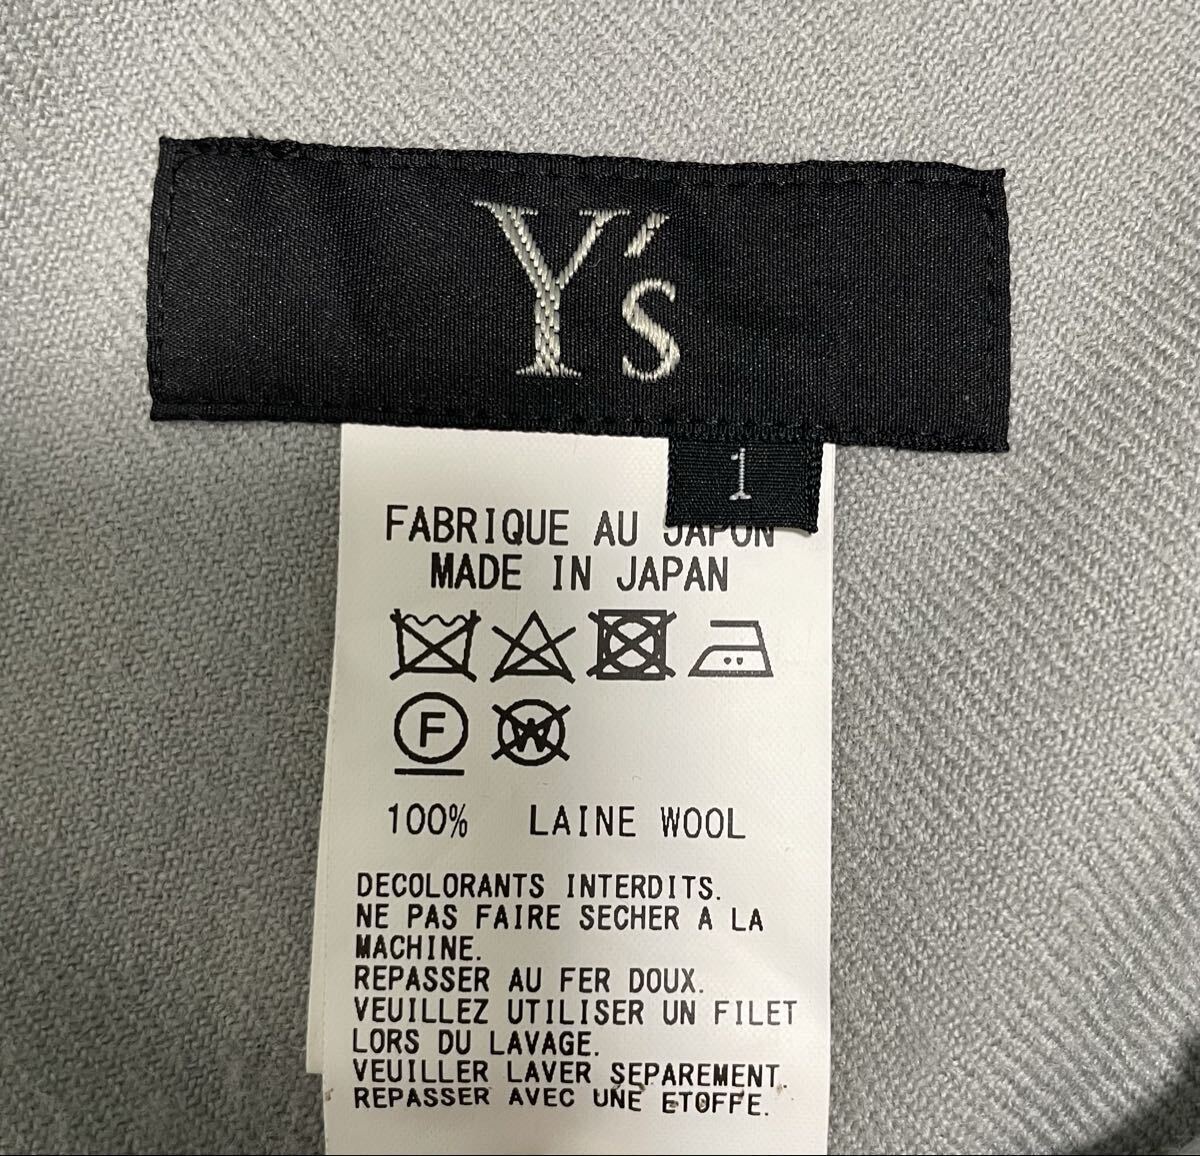 Y's
1
FABRIQUE AU JAPON
MADE IN JAPAN
F W
100% LAINE WOOL
DECOLORANTS INTERDITS.
NE PAS FAIRE SECHER A LA
MACHINE.
REPASSER AU FER DOUX.
VEUILLEZ UTILISER UN FILET
LORS DU LAVAGE.
VEUILLER LAVER SEPAREMENT.
REPASSER AVEC UNE ETOFFE.